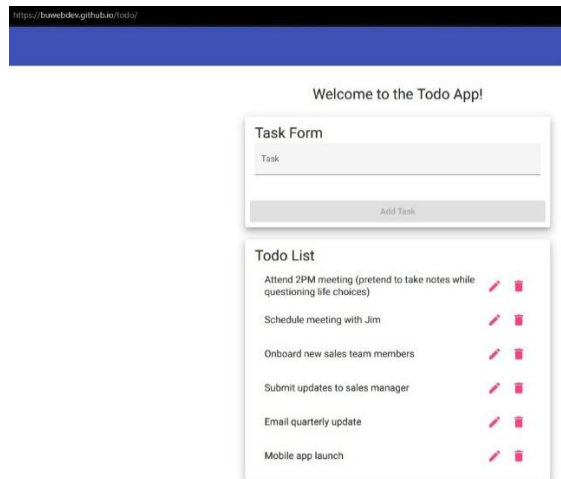 https://buwebdev.github.io/todo/
Welcome to the Todo App!
Task Form
Task
Add Task
Todo List
Attend 2PM meeting (pretend to take notes while
questioning life choices)
Schedule meeting with Jim
Onboard new sales team members
Submit updates to sales manager
Email quarterly update
Mobile app launch